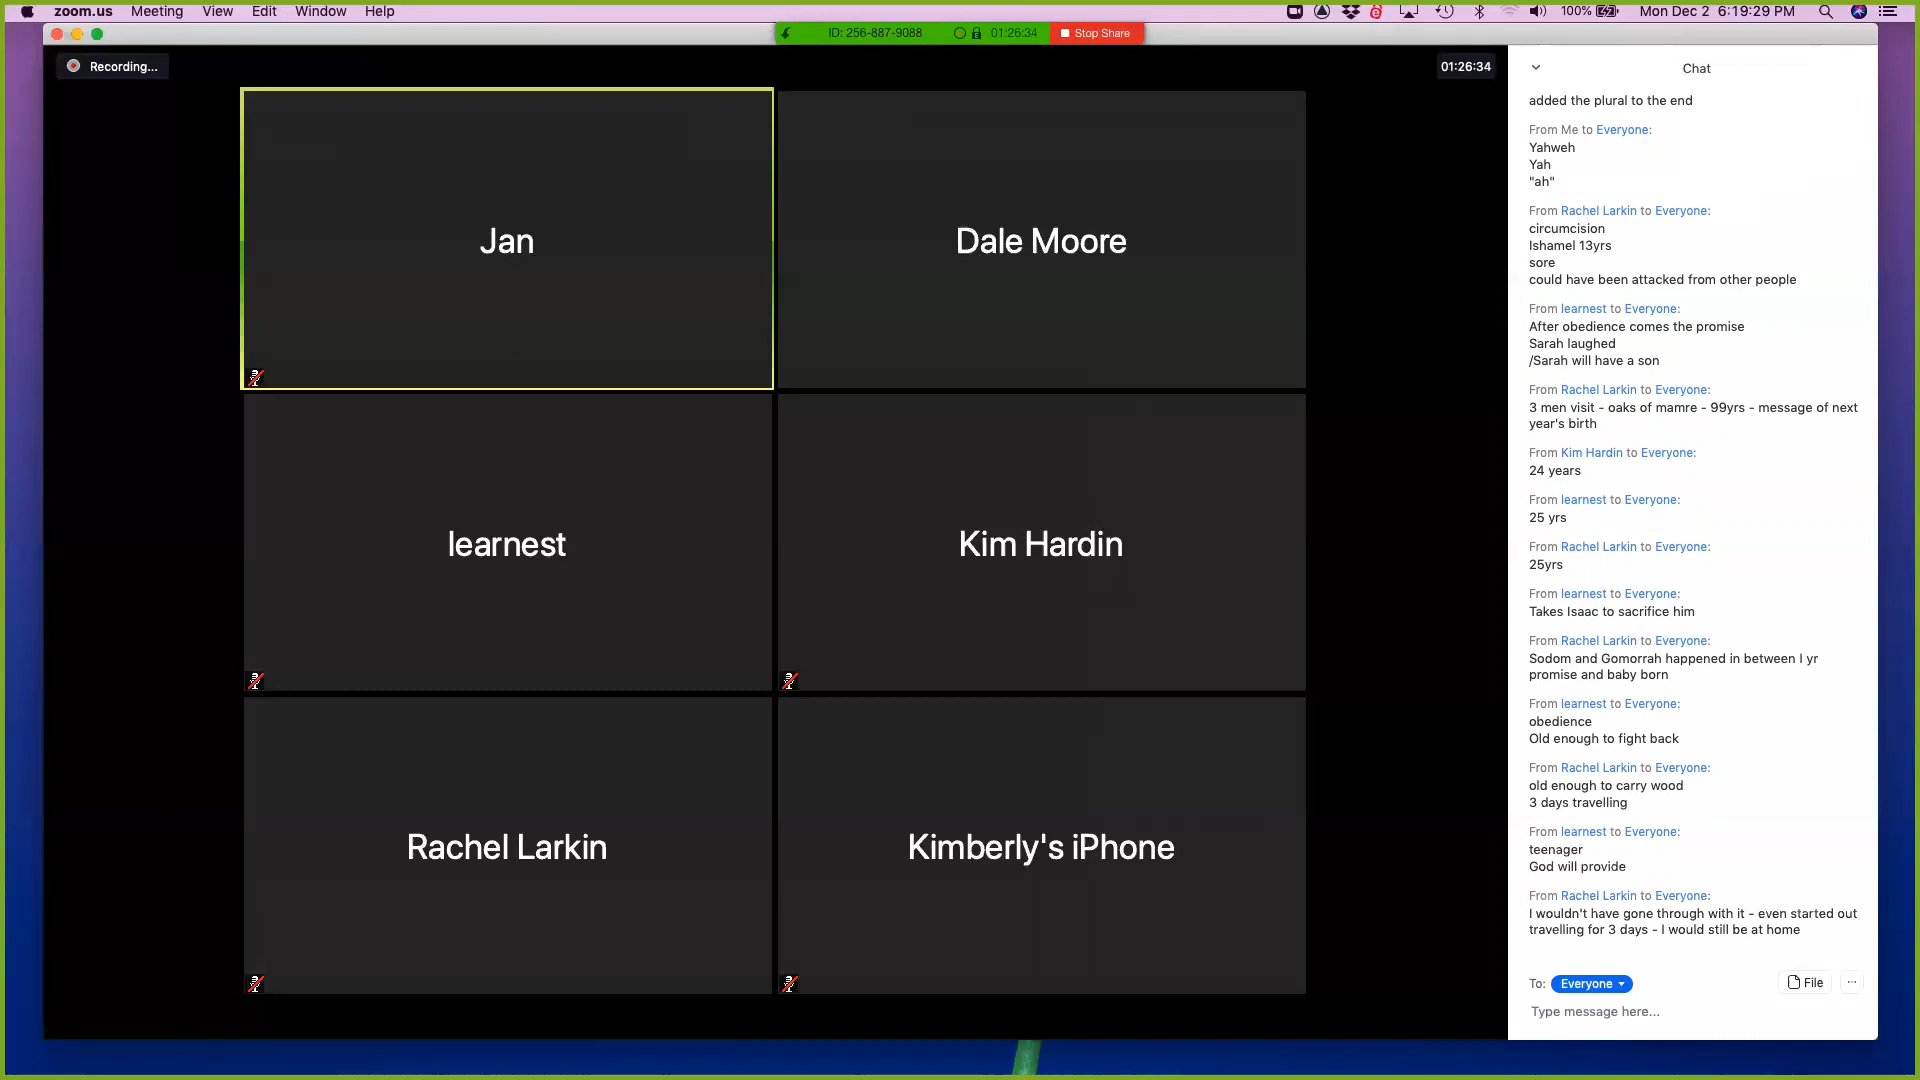 zoom.us Meeting View Edit Window Help 100% Mon Dec 2 6:19:29 PM
ID: 256-887-9088 01:26:34 Stop Share
Recording...
01:26:34
Jan
Dale Moore
learnest
Kim Hardin
Rachel Larkin
Kimberly's iPhone
Chat
added the plural to the end
From Me to Everyone:
Yahweh
Yah
"ah"
From Rachel Larkin to Everyone:
circumcision
Ishamel 13yrs
sore
could have been attacked from other people
From learnest to Everyone:
After obedience comes the promise
Sarah laughed
/Sarah will have a son
From Rachel Larkin to Everyone:
3 men visit - oaks of mamre - 99yrs - message of next
year's birth
From Kim Hardin to Everyone:
24 years
From learnest to Everyone:
25 yrs
From Rachel Larkin to Everyone:
25yrs
From learnest to Everyone:
Takes Isaac to sacrifice him
From Rachel Larkin to Everyone:
Sodom and Gomorrah happened in between I yr
promise and baby born
From learnest to Everyone:
obedience
Old enough to fight back
From Rachel Larkin to Everyone:
old enough to carry wood
3 days travelling
From learnest to Everyone:
teenager
God will provide
From Rachel Larkin to Everyone:
I wouldn't have gone through with it - even started out
travelling for 3 days - I would still be at home
To: Everyone File ...
Type message here...